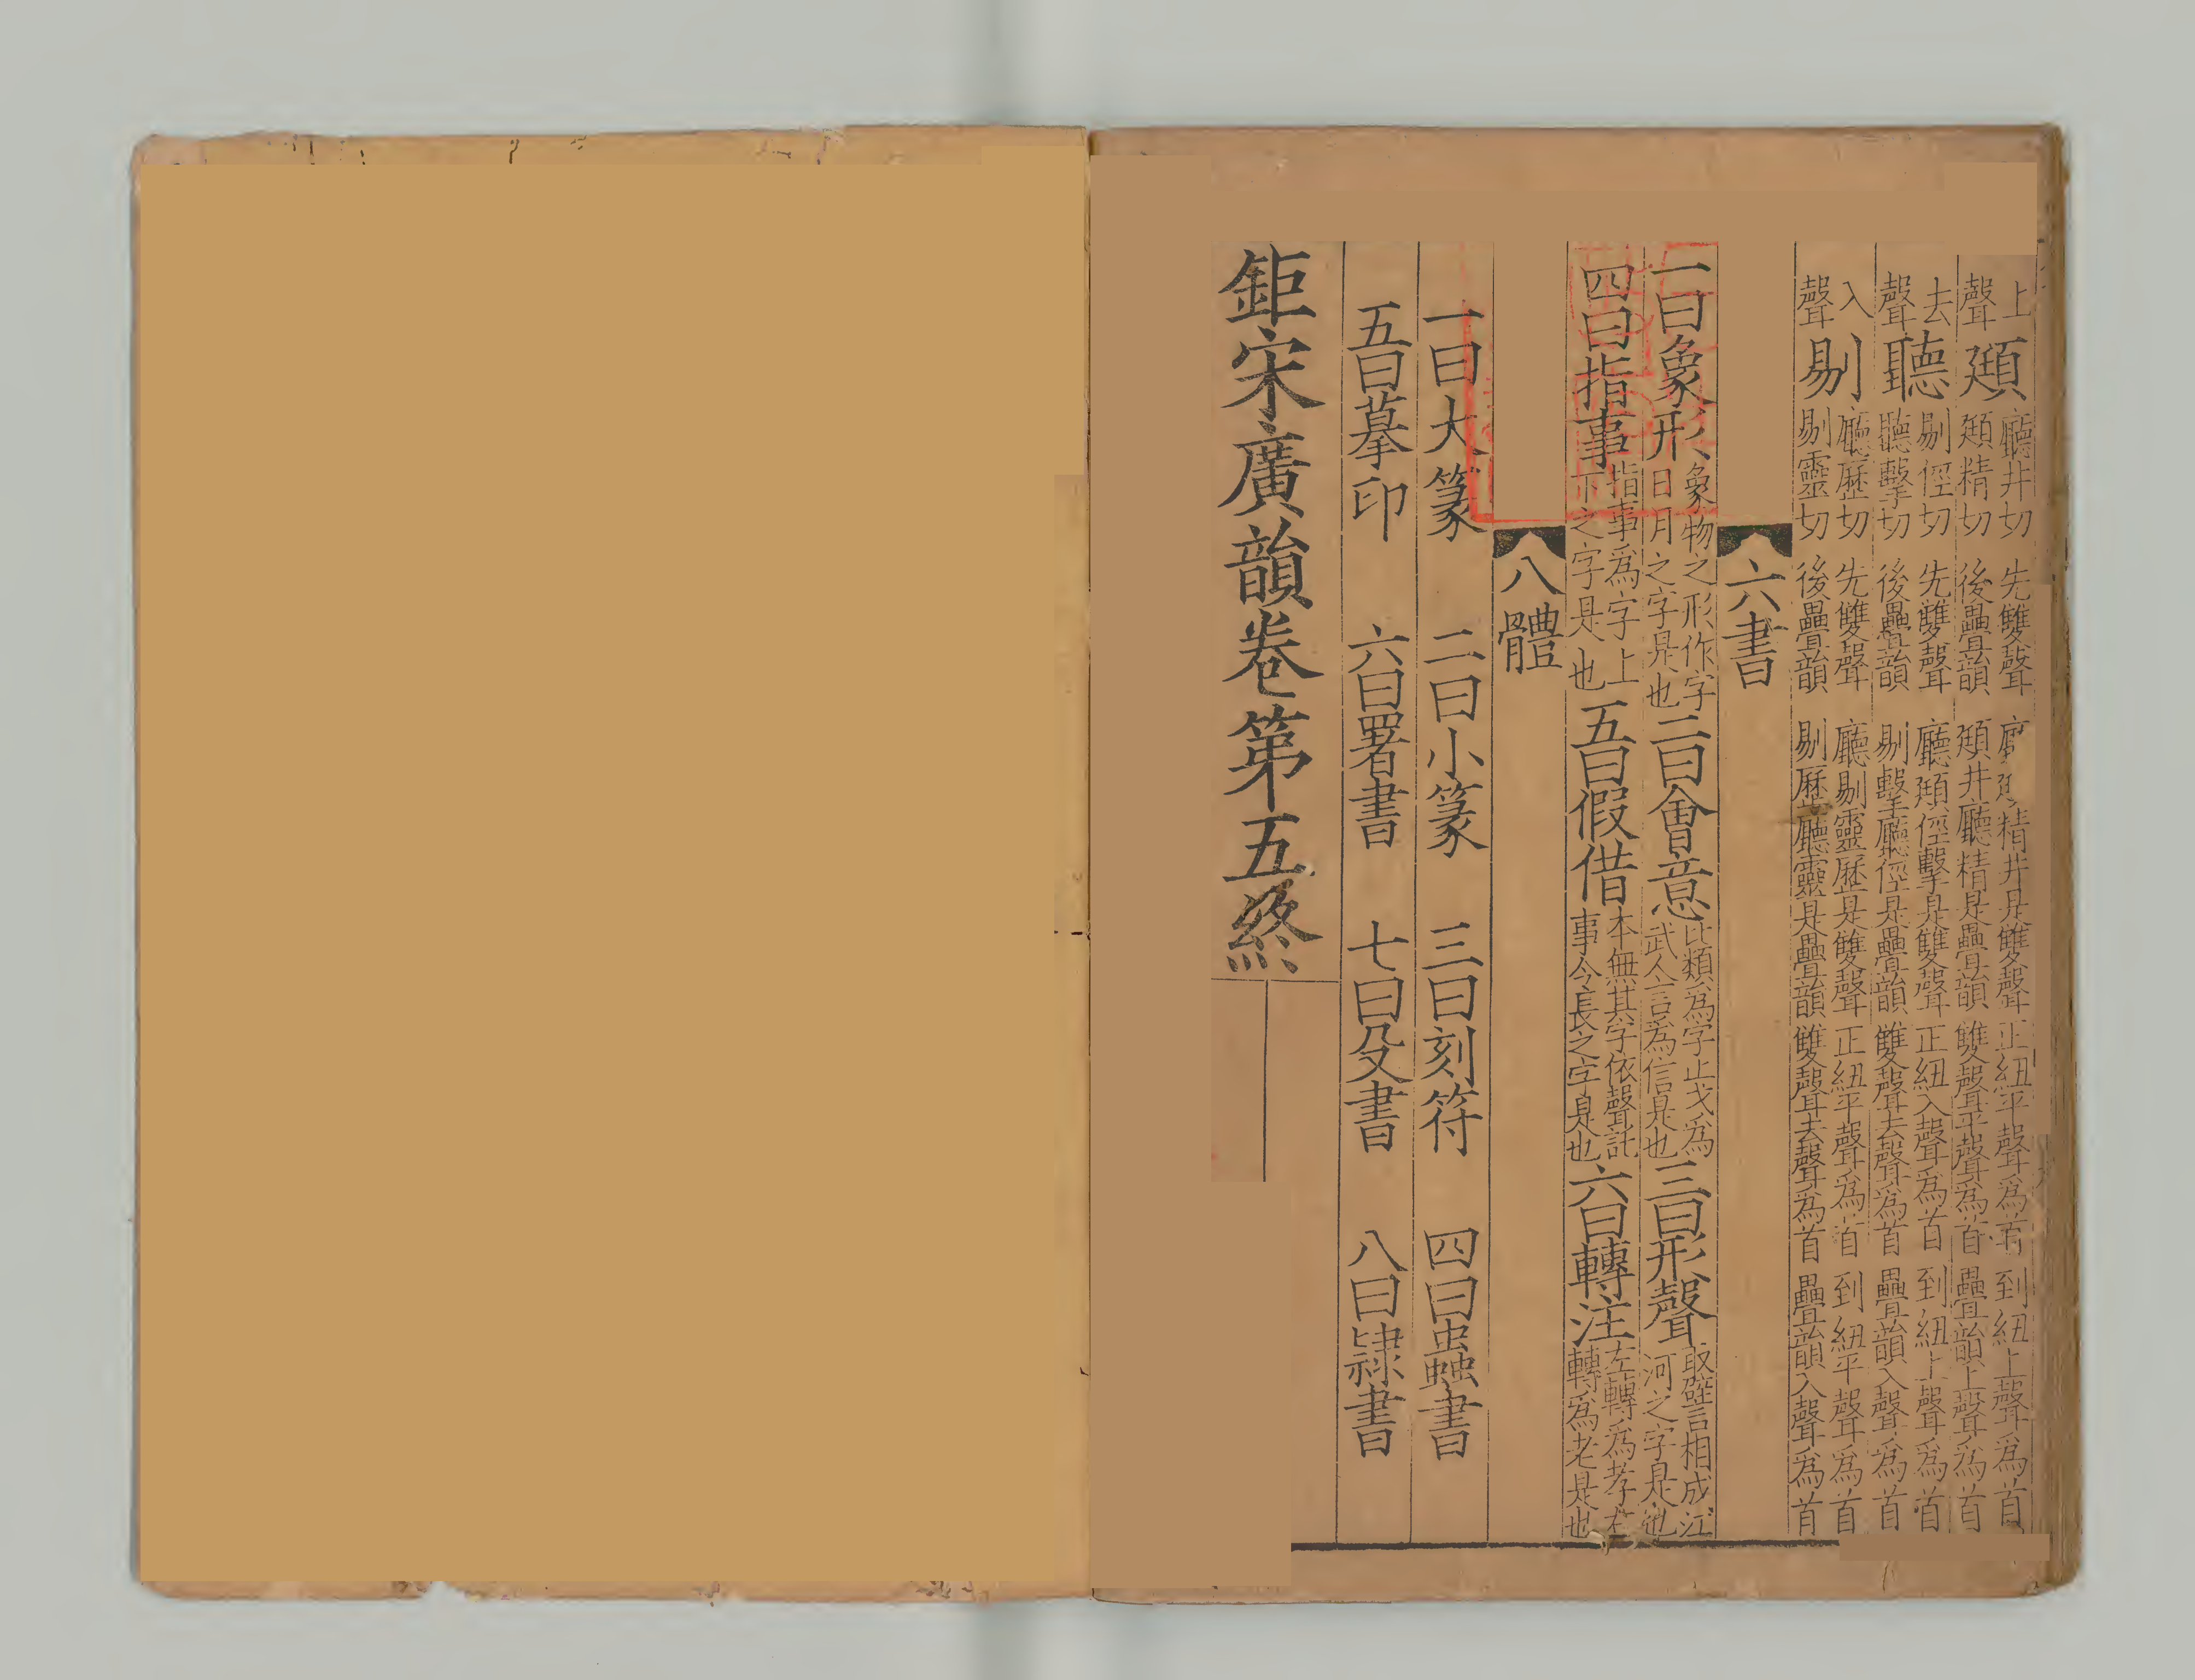 上聲頲廳井切頲精切 先雙聲後疊韻 精井是雙聲頲井廳精是疊韻 正紐平聲爲首雙聲平聲爲首 到紐上聲爲首疊韻上聲爲首
去聲聽剔徑切聽擊切 先雙聲後疊韻 廳頲徑擊是雙聲剔擊廳徑是疊韻 正紐入聲爲首雙聲去聲爲首 到紐上聲爲首疊韻入聲爲首
入聲剔廳歷切剔靈切 先雙聲後疊韻 廳剔靈歷是雙聲剔歷廳靈是疊韻 正紐平聲爲首雙聲去聲爲首 到紐平聲爲首疊韻入聲爲首
六書
一曰象形象物之形作字日月之字是也二曰會意比類爲字止戈爲武人言爲信是也三曰形聲取譬言相成江河之字是也
四曰指事指事爲字上下之字是也五曰假借本無其字依聲託事令長之字是也六曰轉注左轉爲考右轉爲老是也
八體
一曰大篆 二曰小篆 三曰刻符 四曰蟲書
五曰摹印 六曰署書 七曰殳書 八曰隸書
鉅宋廣韻卷第五終